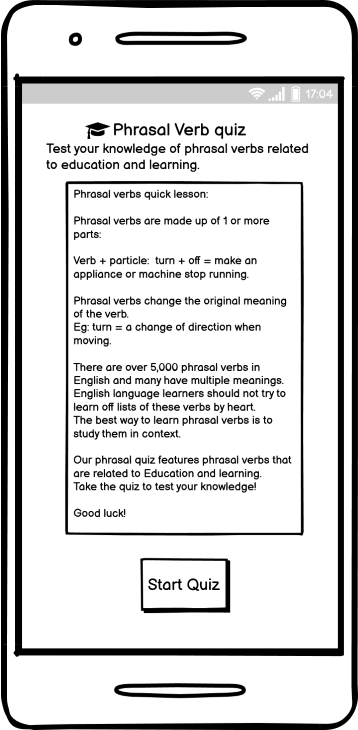 17:04
Phrasal Verb quiz
Test your knowledge of phrasal verbs related
to education and learning.
Phrasal verbs quick lesson:
Phrasal verbs are made up of 1 or more
parts:
Verb + particle: turn + off = make an
appliance or machine stop running.
Phrasal verbs change the original meaning
of the verb.
Eg: turn = a change of direction when
moving.
There are over 5,000 phrasal verbs in
English and many have multiple meanings.
English language learners should not try to
learn off lists of these verbs by heart.
The best way to learn phrasal verbs is to
study them in context.
Our phrasal quiz features phrasal verbs that
are related to Education and learning.
Take the quiz to test your knowledge!
Good luck!
Start Quiz